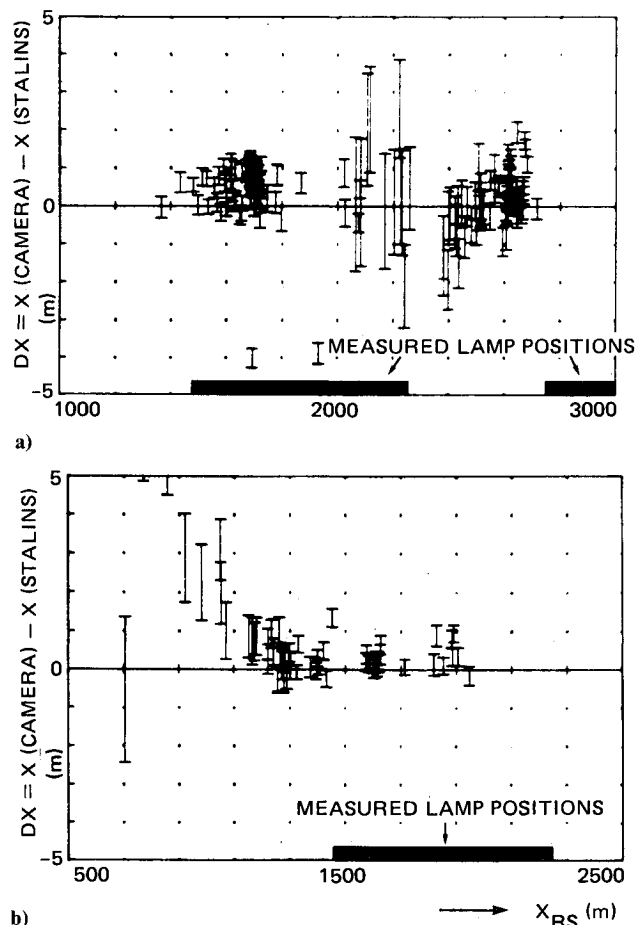 5
0
-5
DX = X (CAMERA) – X (STALINS)
(m)
MEASURED LAMP POSITIONS
1000
2000
3000
a)
5
0
-5
DX = X (CAMERA) – X (STALINS)
(m)
MEASURED LAMP POSITIONS
500
1500
2500
b)
X RS (m)